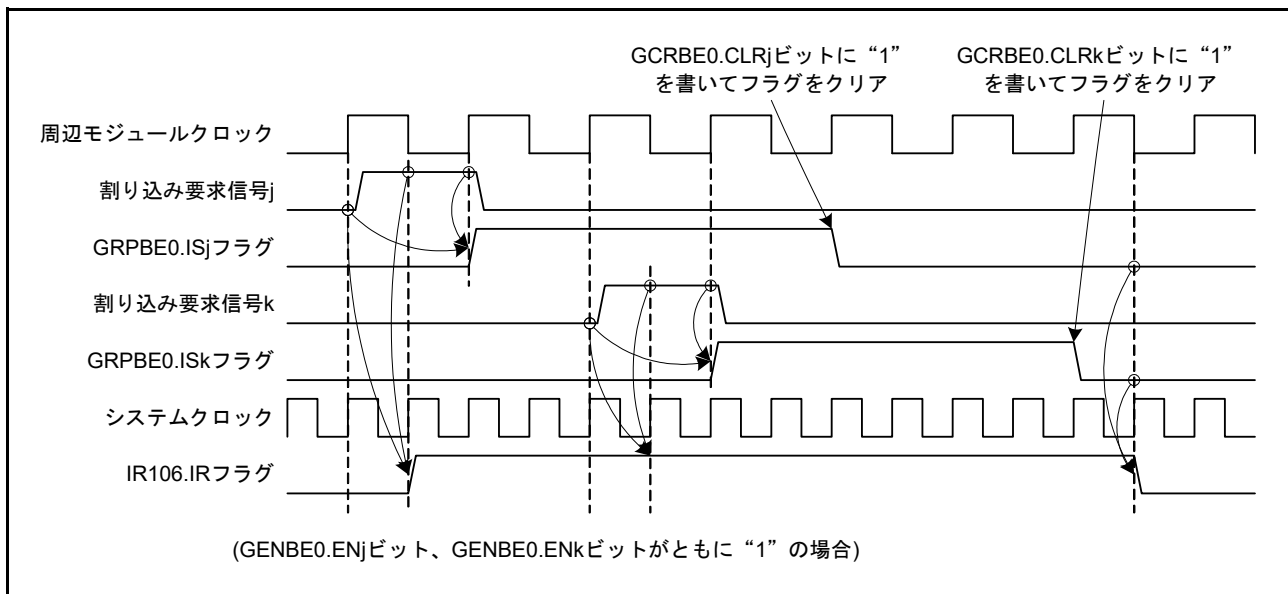 GCRBE0.CLRjビットに“1”
を書いてフラグをクリア
GCRBE0.CLRkビットに“1”
を書いてフラグをクリア
周辺モジュールクロック
割り込み要求信号j
GRPBE0.ISjフラグ
割り込み要求信号k
GRPBE0.ISkフラグ
システムクロック
IR106.IRフラグ
(GENBE0.ENjビット、GENBE0.ENkビットがともに“1”の場合)